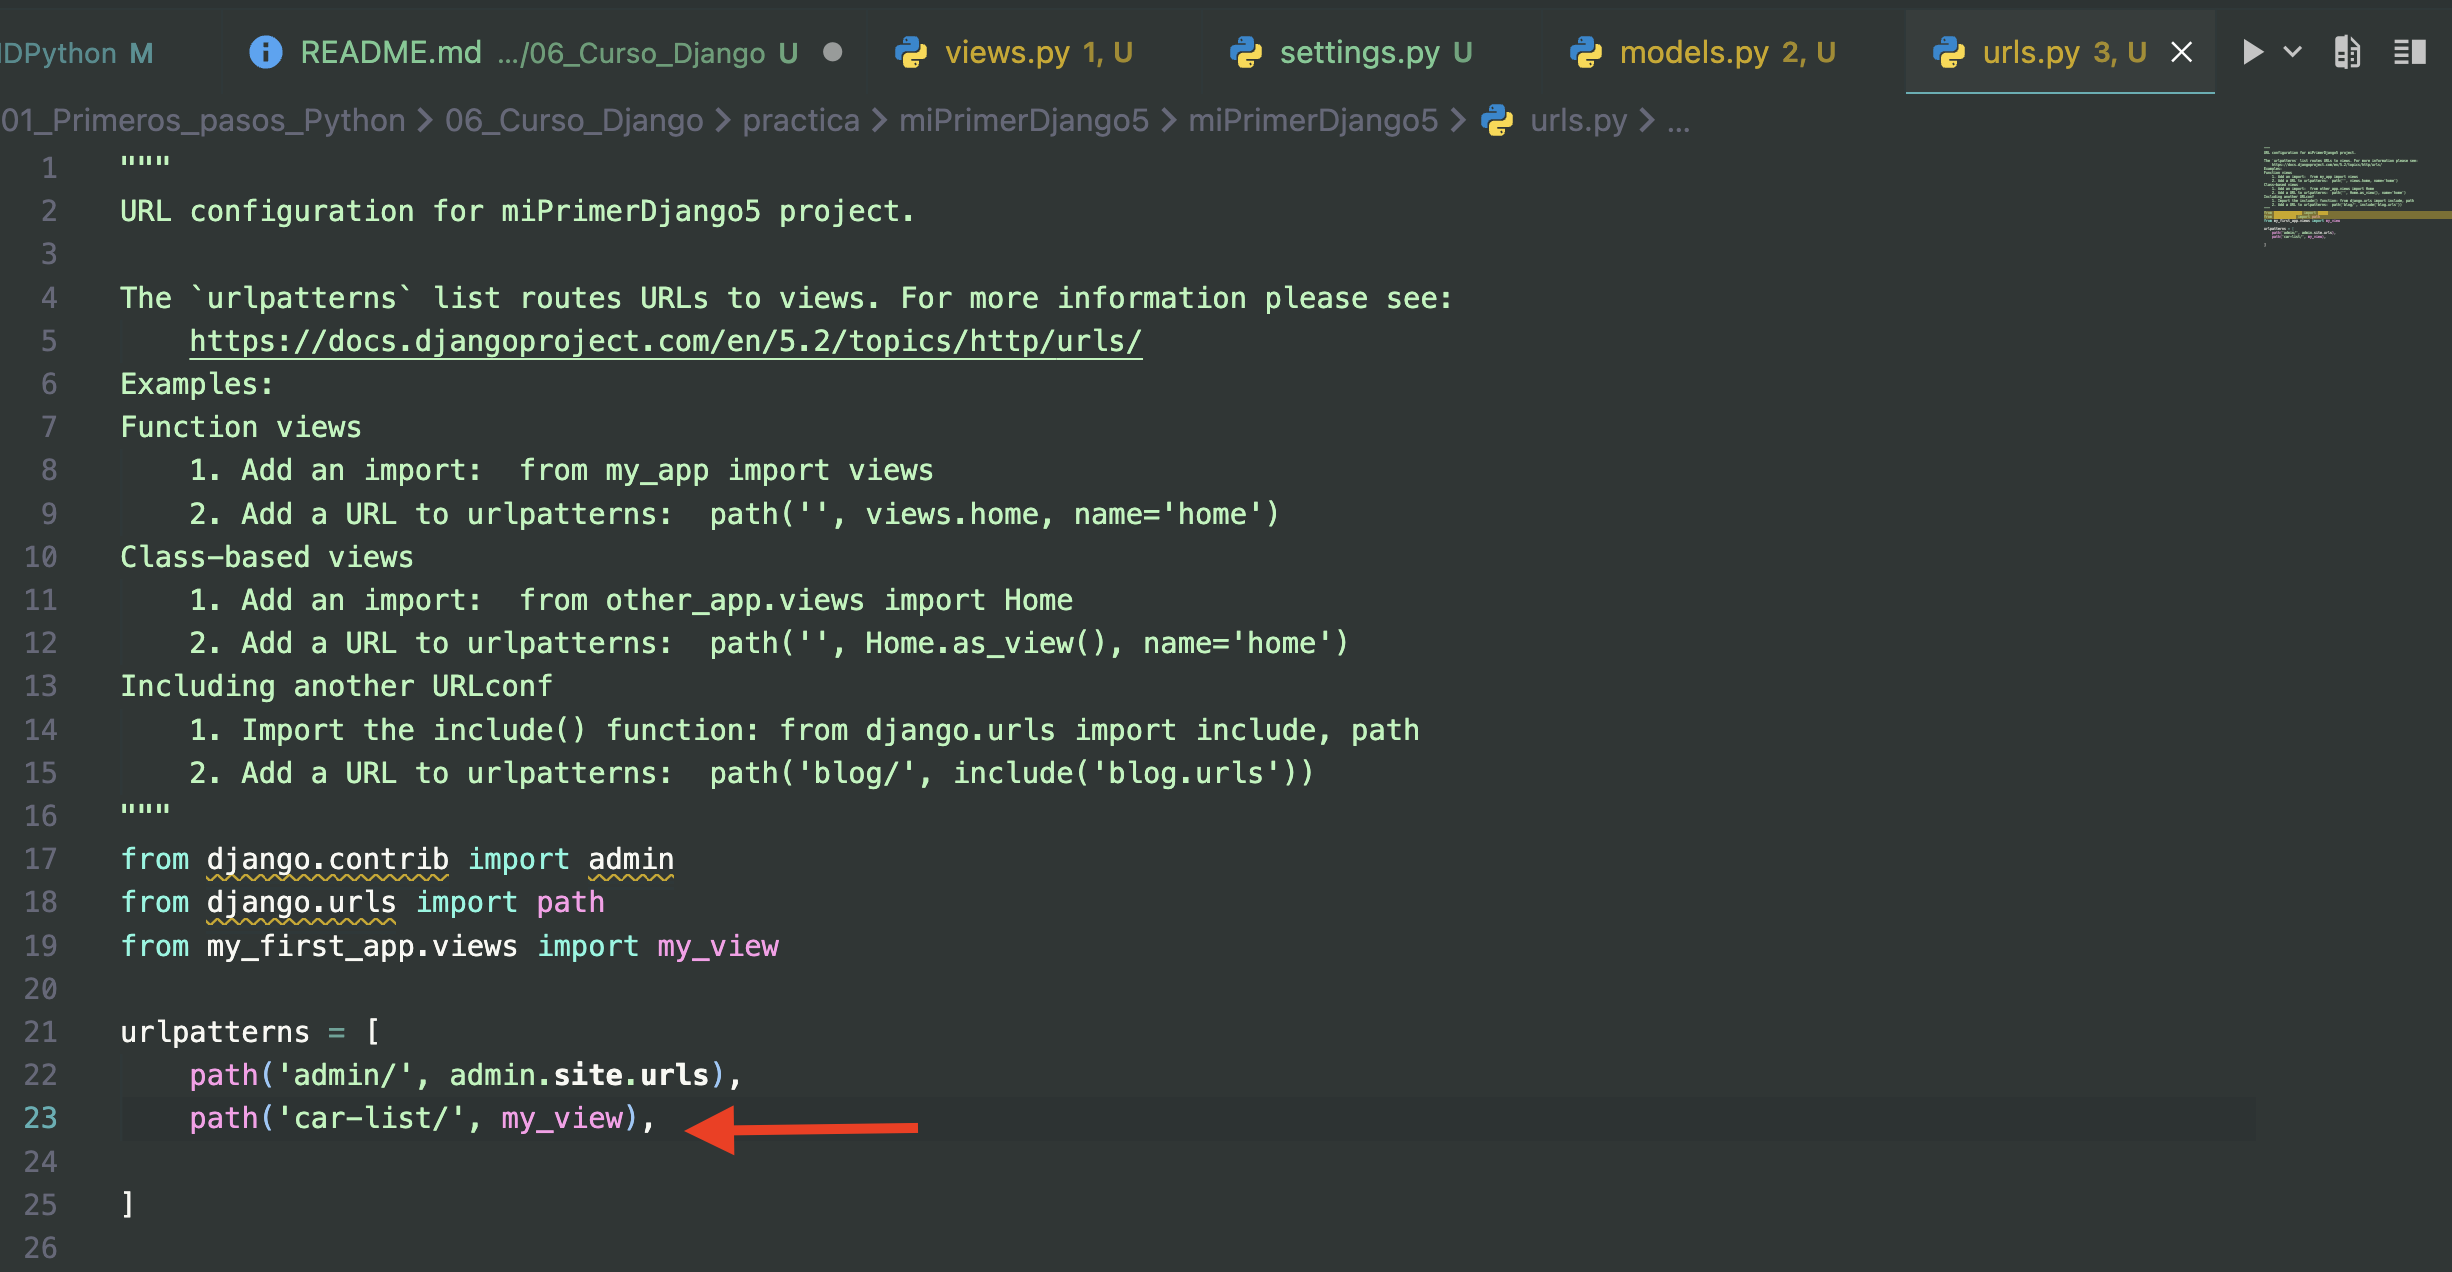 IDPython M
README.md .../06_Curso_Django U
views.py 1, U
settings.py U
models.py 2, U
urls.py 3, U
01_Primeros_pasos_Python > 06_Curso_Django > practica > miPrimerDjango5 > miPrimerDjango5 > urls.py > ...
1 """
2 URL configuration for miPrimerDjango5 project.
3
4 The `urlpatterns` list routes URLs to views. For more information please see:
5     https://docs.djangoproject.com/en/5.2/topics/http/urls/
6 Examples:
7 Function views
8     1. Add an import:  from my_app import views
9     2. Add a URL to urlpatterns:  path('', views.home, name='home')
10 Class-based views
11     1. Add an import:  from other_app.views import Home
12     2. Add a URL to urlpatterns:  path('', Home.as_view(), name='home')
13 Including another URLconf
14     1. Import the include() function: from django.urls import include, path
15     2. Add a URL to urlpatterns:  path('blog/', include('blog.urls'))
16 """
17 from django.contrib import admin
18 from django.urls import path
19 from my_first_app.views import my_view
20
21 urlpatterns = [
22     path('admin/', admin.site.urls),
23     path('car-list/', my_view),
24
25 ]
26